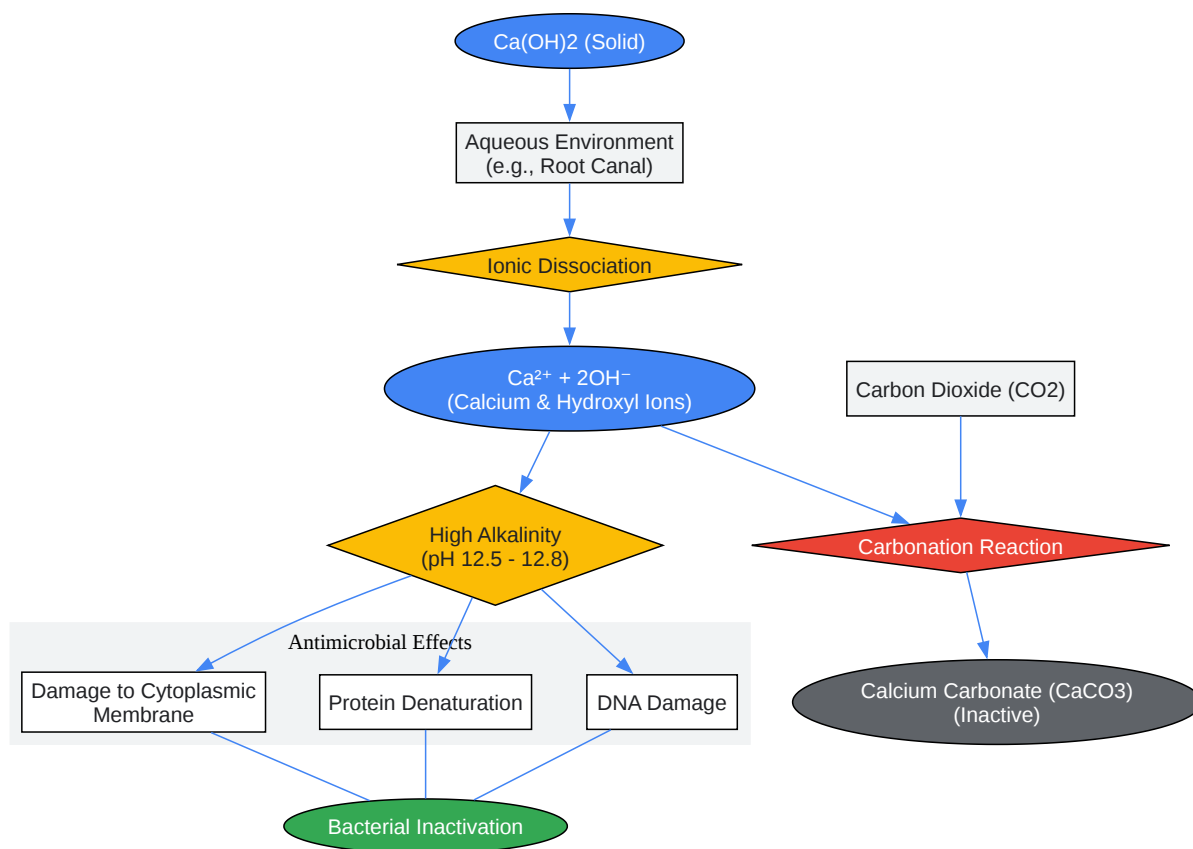 Ca(OH)2 (Solid)
Aqueous Environment
(e.g., Root Canal)
Ionic Dissociation
Ca²⁺ + 2OH⁻
(Calcium & Hydroxyl Ions)
Carbon Dioxide (CO2)
High Alkalinity
(pH 12.5 - 12.8)
Carbonation Reaction
Antimicrobial Effects
Damage to Cytoplasmic
Membrane
Protein Denaturation
DNA Damage
Calcium Carbonate (CaCO3)
(Inactive)
Bacterial Inactivation